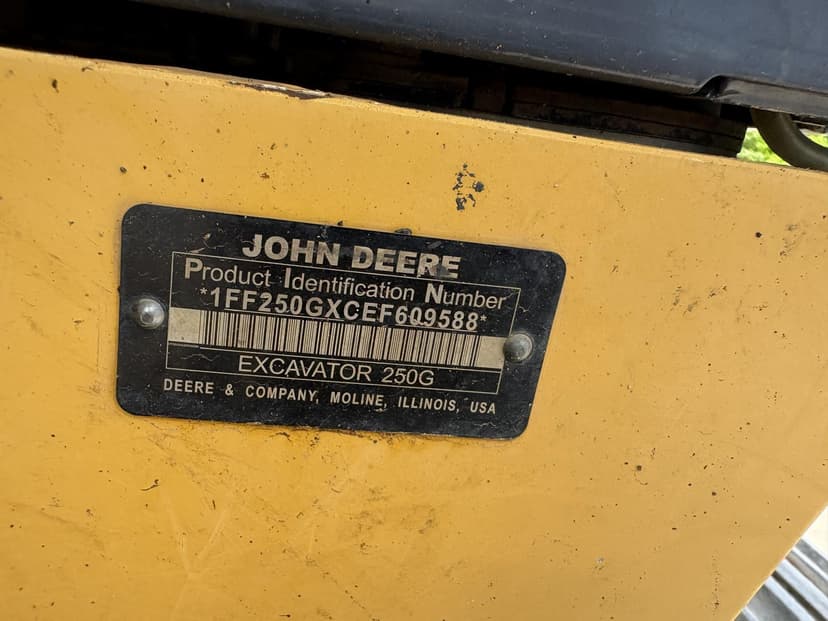 JOHN DEERE
Product Identification Number
*1FF250GXCEF609588*
EXCAVATOR 250G
DEERE & COMPANY, MOLINE, ILLINOIS, USA